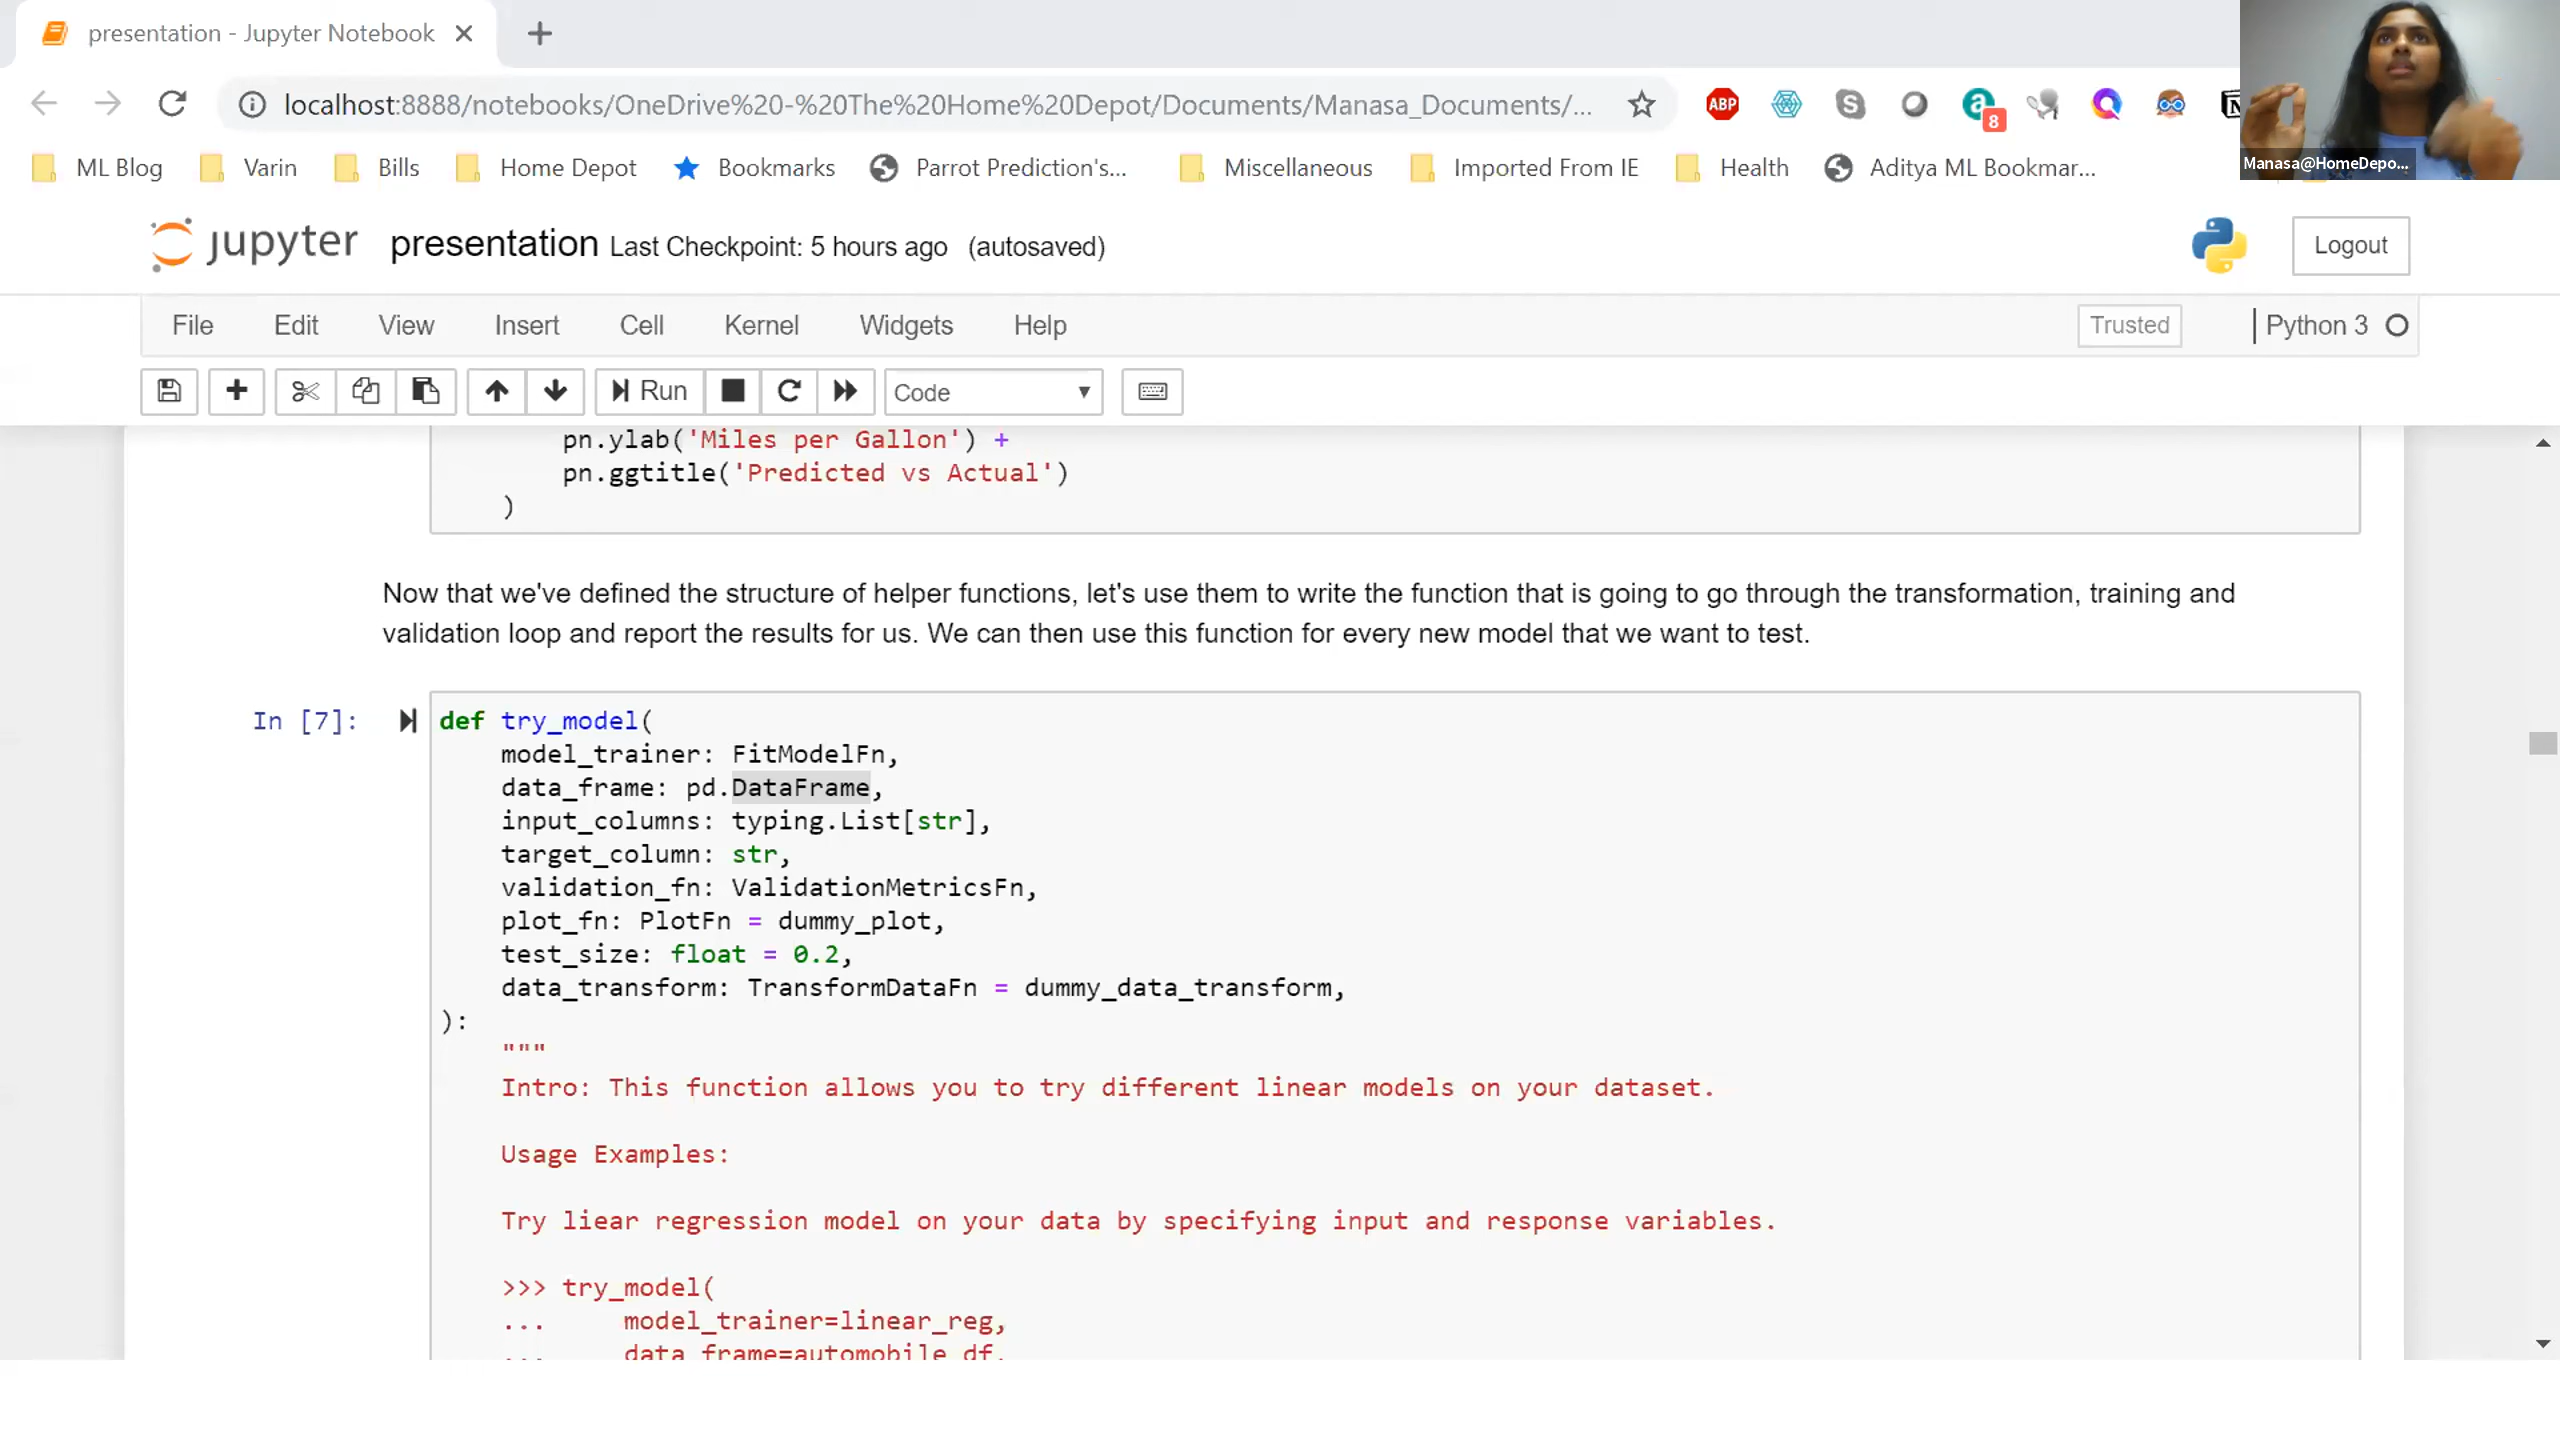 presentation - Jupyter Notebook
localhost:8888/notebooks/OneDrive%20-%20The%20Home%20Depot/Documents/Manasa_Documents/...
ABP
8
Manasa@HomeDepo...
ML Blog Varin Bills Home Depot Bookmarks Parrot Prediction's... Miscellaneous Imported From IE Health Aditya ML Bookmar...
jupyter presentation Last Checkpoint: 5 hours ago (autosaved) Logout
File Edit View Insert Cell Kernel Widgets Help Trusted Python 3
Run Code
pn.ylab('Miles per Gallon') +
pn.ggtitle('Predicted vs Actual')
)
Now that we've defined the structure of helper functions, let's use them to write the function that is going to go through the transformation, training and
validation loop and report the results for us. We can then use this function for every new model that we want to test.
In [7]: def try_model(
model_trainer: FitModelFn,
data_frame: pd.DataFrame,
input_columns: typing.List[str],
target_column: str,
validation_fn: ValidationMetricsFn,
plot_fn: PlotFn = dummy_plot,
test_size: float = 0.2,
data_transform: TransformDataFn = dummy_data_transform,
):
"""
Intro: This function allows you to try different linear models on your dataset.
Usage Examples:
Try liear regression model on your data by specifying input and response variables.
>>> try_model(
... model_trainer=linear_reg,
... data_frame=automobile_df,